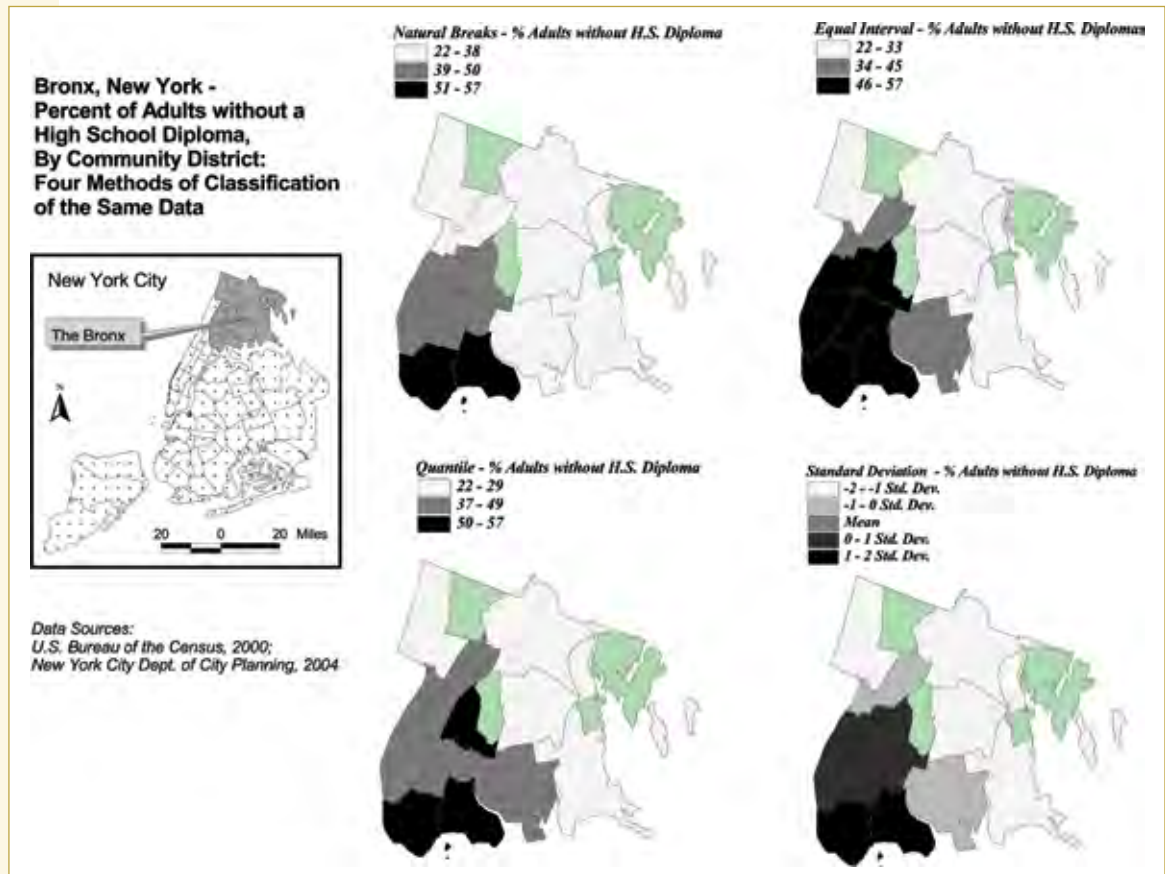 Bronx, New York -
Percent of Adults without a
High School Diploma,
By Community District:
Four Methods of Classification
of the Same Data
New York City
The Bronx
N
20 0 20 Miles
Data Sources:
U.S. Bureau of the Census, 2000;
New York City Dept. of City Planning, 2004
Natural Breaks - % Adults without H.S. Diploma
22 - 38
39 - 50
51 - 57
Equal Interval - % Adults without H.S. Diplomas
22 - 33
34 - 45
46 - 57
Quantile - % Adults without H.S. Diploma
22 - 29
37 - 49
50 - 57
Standard Deviation - % Adults without H.S. Diploma
-2 - -1 Std. Dev.
-1 - 0 Std. Dev.
Mean
0 - 1 Std. Dev.
1 - 2 Std. Dev.